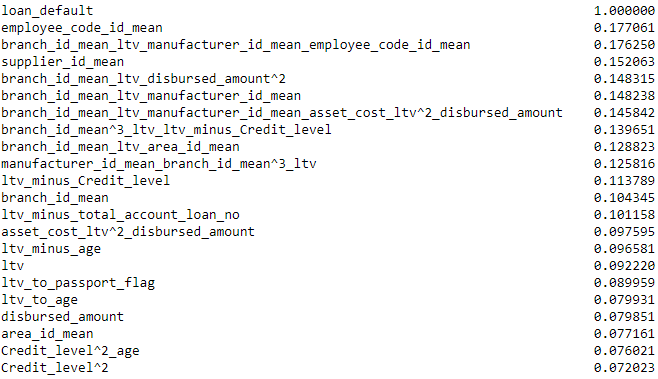 loan_default 1.000000
employee_code_id_mean 0.177061
branch_id_mean_ltv_manufacturer_id_mean_employee_code_id_mean 0.176250
supplier_id_mean 0.152063
branch_id_mean_ltv_disbursed_amount^2 0.148315
branch_id_mean_ltv_manufacturer_id_mean 0.148238
branch_id_mean_ltv_manufacturer_id_mean_asset_cost_ltv^2_disbursed_amount 0.145842
branch_id_mean^3_ltv_ltv_minus_Credit_level 0.139651
branch_id_mean_ltv_area_id_mean 0.128823
manufacturer_id_mean_branch_id_mean^3_ltv 0.125816
ltv_minus_Credit_level 0.113789
branch_id_mean 0.104345
ltv_minus_total_account_loan_no 0.101158
asset_cost_ltv^2_disbursed_amount 0.097595
ltv_minus_age 0.096581
ltv 0.092220
ltv_to_passport_flag 0.089959
ltv_to_age 0.079931
disbursed_amount 0.079851
area_id_mean 0.077161
Credit_level^2_age 0.076021
Credit_level^2 0.072023